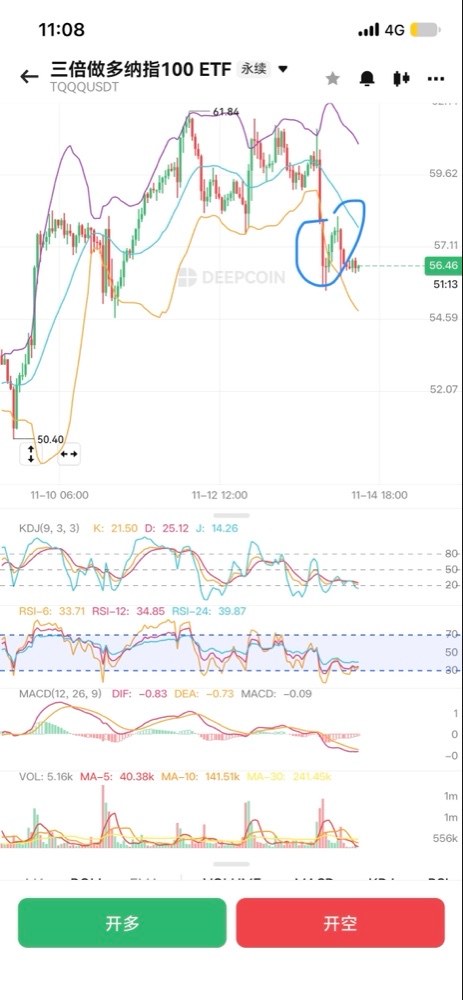 11:08
4G
三倍做多纳指100 ETF 永续
TQQQUSDT
61.84
59.62
57.11
56.46
51:13
54.59
52.07
50.40
DEEPCOIN
11-10 06:00 11-12 12:00 11-14 18:00
KDJ(9, 3, 3) K: 21.50 D: 25.12 J: 14.26
80
50
20
RSI-6: 33.71 RSI-12: 34.85 RSI-24: 39.87
70
50
30
MACD(12, 26, 9) DIF: −0.83 DEA: −0.73 MACD: −0.09
1
0
−0
VOL: 5.16k MA-5: 40.38k MA-10: 141.51k MA-30: 241.45k
1m
1m
556k
开多 开空